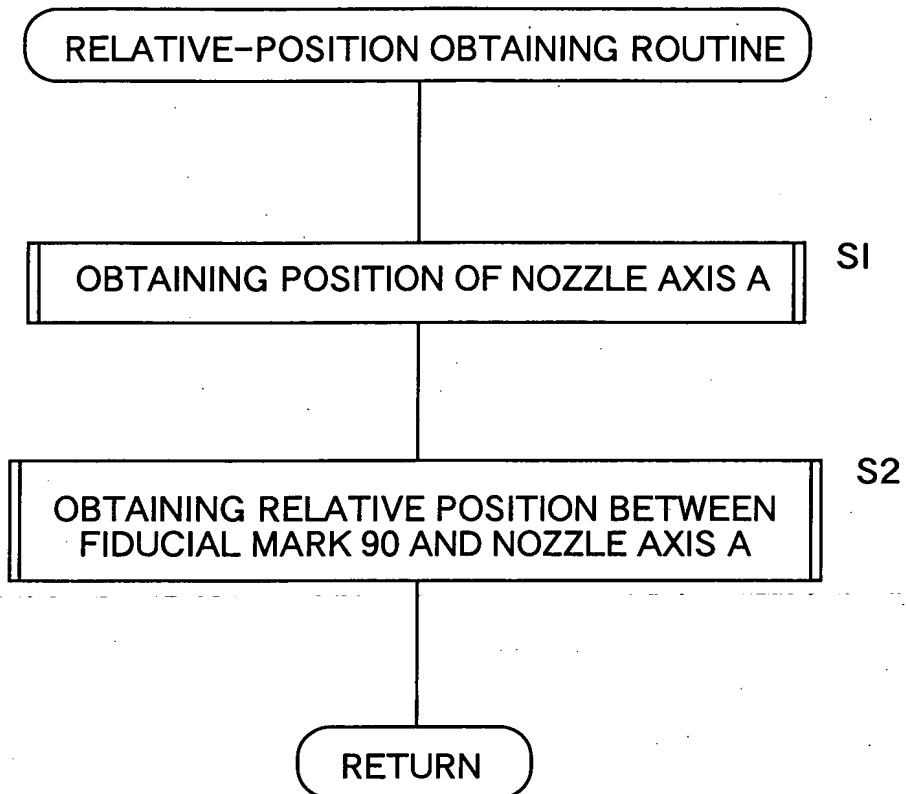 RELATIVE-POSITION OBTAINING ROUTINE
OBTAINING POSITION OF NOZZLE AXIS A
S1
OBTAINING RELATIVE POSITION BETWEEN
FIDUCIAL MARK 90 AND NOZZLE AXIS A
S2
RETURN